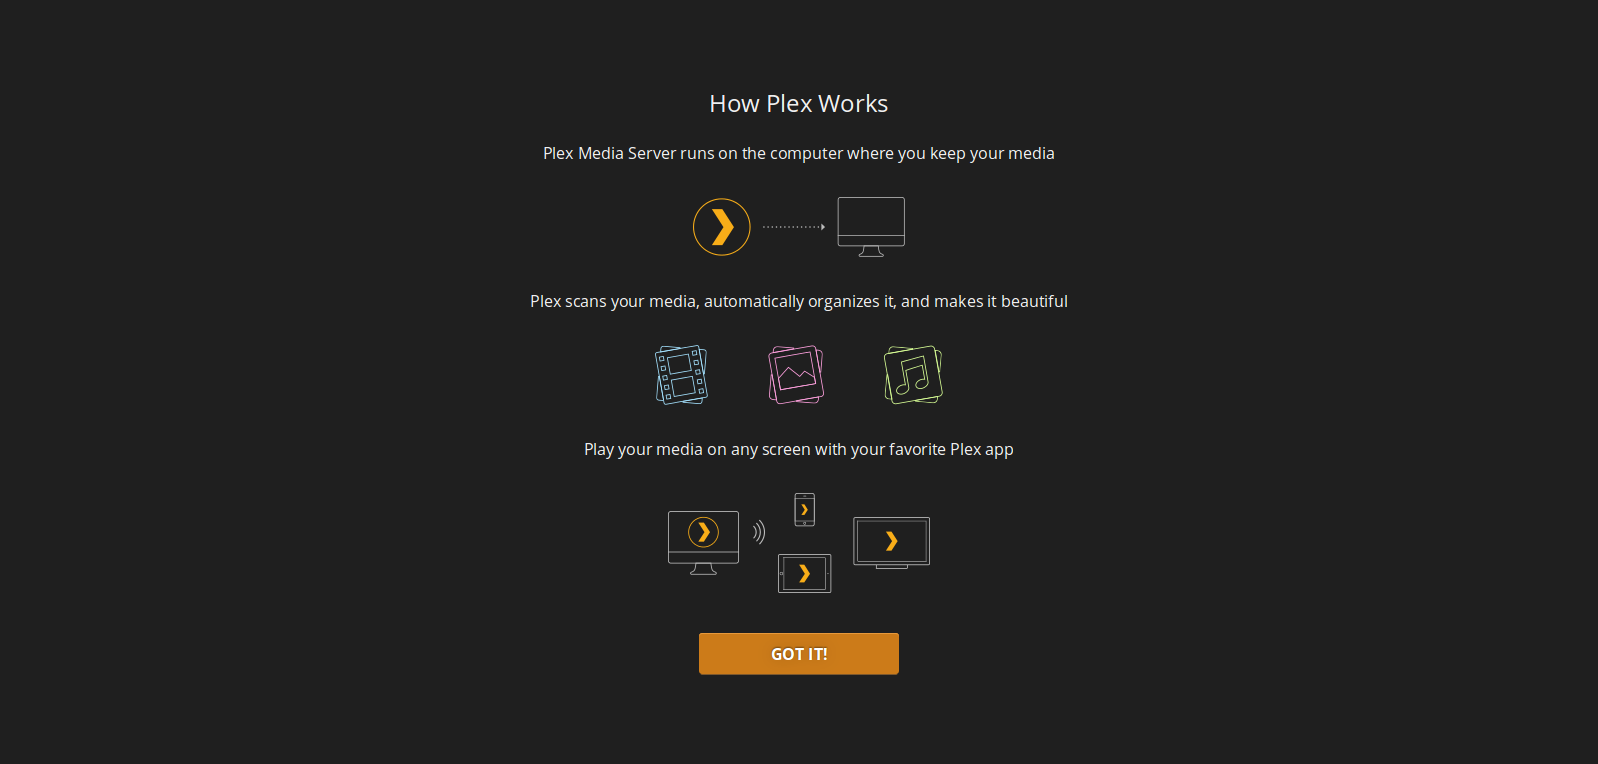 How Plex Works
Plex Media Server runs on the computer where you keep your media
Plex scans your media, automatically organizes it, and makes it beautiful
Play your media on any screen with your favorite Plex app
GOT IT!